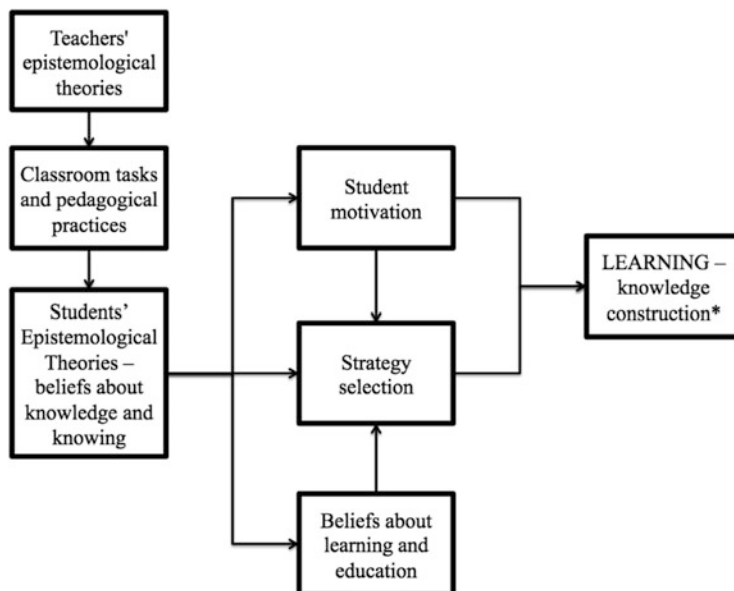 Teachers'
epistemological
theories
Classroom tasks
and pedagogical
practices
Students’
Epistemological
Theories –
beliefs about
knowledge and
knowing
Student
motivation
Strategy
selection
Beliefs about
learning and
education
LEARNING –
knowledge
construction*